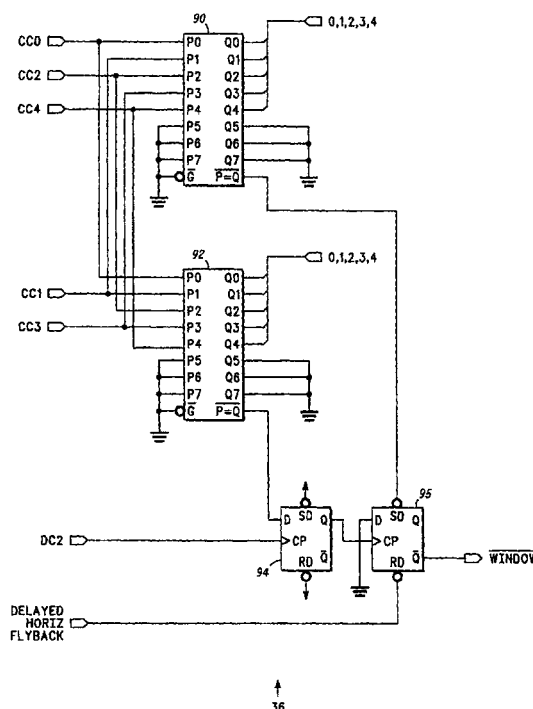 90
CC0 P0 Q0 0,1,2,3,4
P1 Q1
CC2 P2 Q2
P3 Q3
CC4 P4 Q4
P5 Q5
P6 Q6
P7 Q7
G̅ P=Q
92
P0 Q0 0,1,2,3,4
CC1 P1 Q1
P2 Q2
CC3 P3 Q3
P4 Q4
P5 Q5
P6 Q6
P7 Q7
G̅ P=Q
95
D SD Q D SD Q
DC2 CP Q̅ CP Q̅ WINDOW
RD RD
94
DELAYED
HORIZ
FLYBACK
36